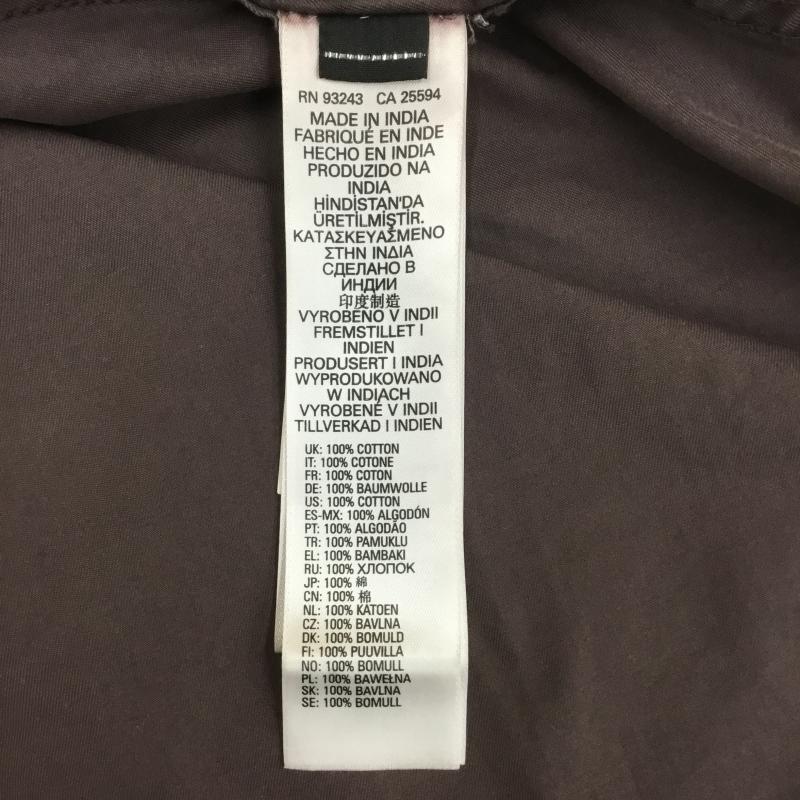 RN 93243 CA 25594
MADE IN INDIA
FABRIQUÉ EN INDE
HECHO EN INDIA
PRODUZIDO NA
INDIA
HİNDİSTAN'DA
ÜRETİLMİŞTİR.
ΚΑΤΑΣΚΕΥΑΣΜΕΝΟ
ΣΤΗΝ ΙΝΔΙΑ
СДЕЛАНО В
ИНДИИ
印度制造
VYROBENO V INDII
FREMSTILLET I
INDIEN
PRODUSERT I INDIA
WYPRODUKOWANO
W INDIACH
VYROBENÉ V INDII
TILLVERKAD I INDIEN
UK: 100% COTTON
IT: 100% COTONE
FR: 100% COTON
DE: 100% BAUMWOLLE
US: 100% COTTON
ES-MX: 100% ALGODÓN
PT: 100% ALGODÃO
TR: 100% PAMUKLU
EL: 100% BAMBAKI
RU: 100% ХЛОПОК
JP: 100% 綿
CN: 100% 棉
NL: 100% KATOEN
CZ: 100% BAVLNA
DK: 100% BOMULD
FI: 100% PUUVILLA
NO: 100% BOMULL
PL: 100% BAWEŁNA
SK: 100% BAVLNA
SE: 100% BOMULL